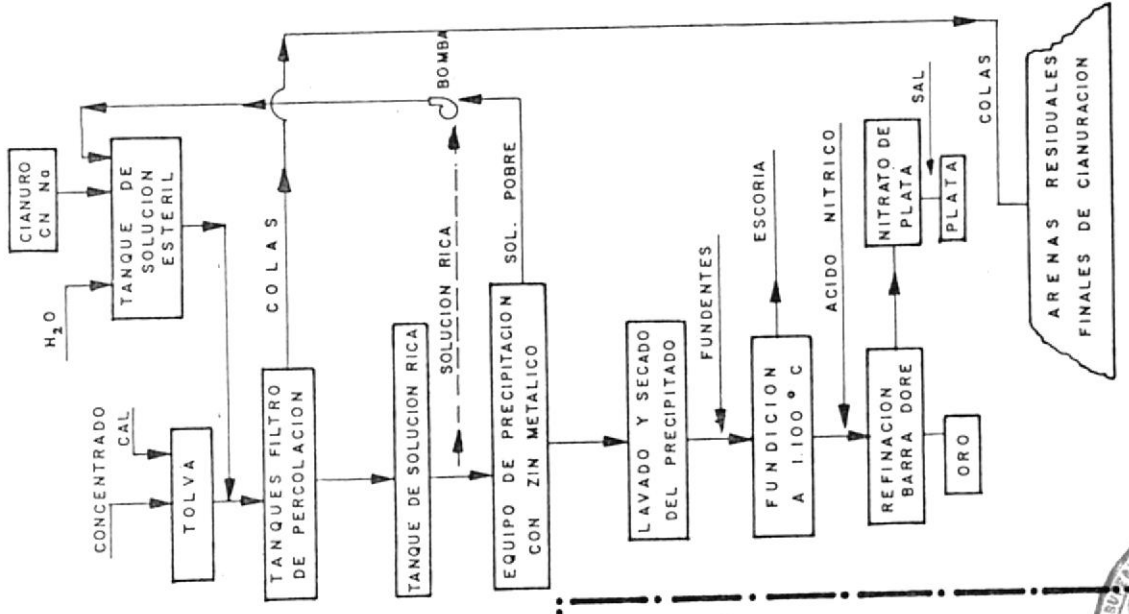 CONCENTRADO
CAL
TOLVA
H2O
CIANURO
CN Na
TANQUE DE
SOLUCION
ESTERIL
TANQUES FILTRO
DE PERCOLACION
COLAS
TANQUE DE SOLUCION RICA
SOLUCION RICA
BOMBA
EQUIPO DE PRECIPITACION
CON ZIN METALICO
SOL. POBRE
LAVADO Y SECADO
DEL PRECIPITADO
FUNDENTES
FUNDICION
A 1.100° C
ESCORIA
ACIDO NITRICO
REFINACION
BARRA DORE
ORO
NITRATO DE
PLATA
SAL
PLATA
COLAS
ARENAS RESIDUALES
FINALES DE CIANURACION